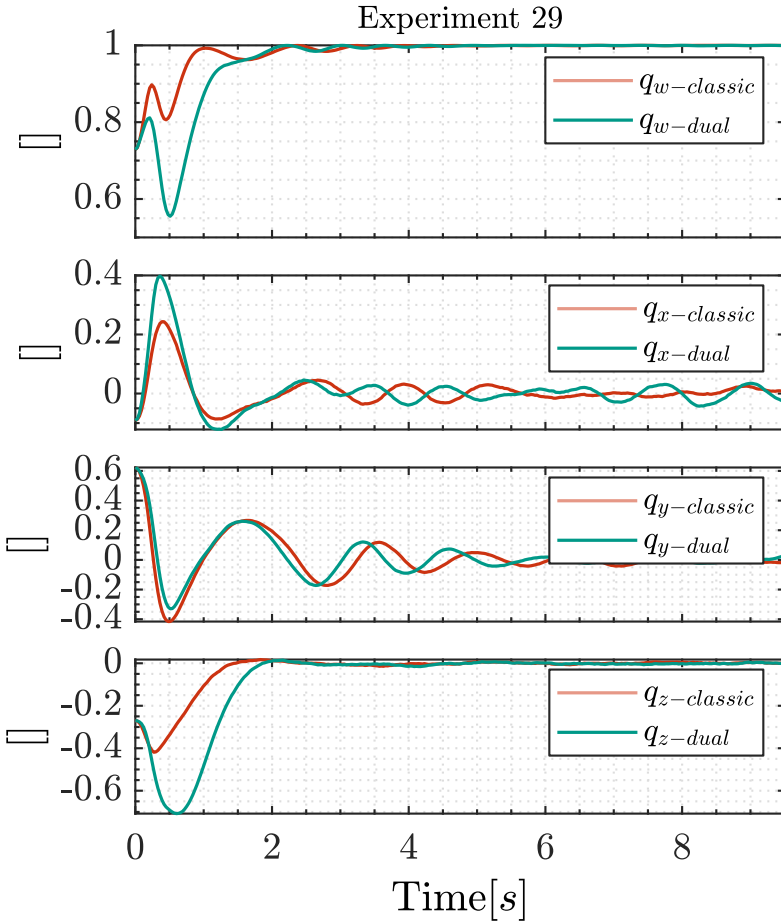 Experiment 29
1
0.8
0.6
[]
q_{w-classic}
q_{w-dual}
0.4
0.2
0
[]
q_{x-classic}
q_{x-dual}
0.6
0.4
0.2
0
-0.2
-0.4
[]
q_{y-classic}
q_{y-dual}
0
-0.2
-0.4
-0.6
[]
q_{z-classic}
q_{z-dual}
0 2 4 6 8
Time[s]